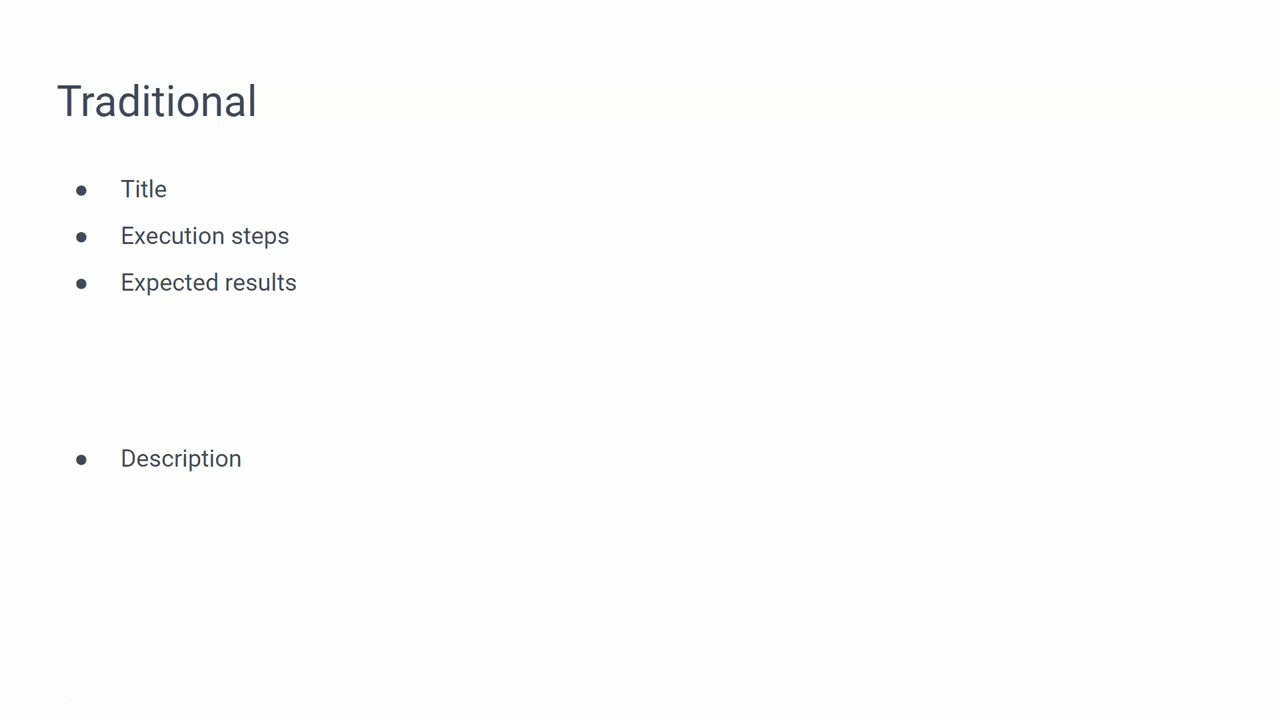 Traditional
● Title
● Execution steps
● Expected results
● Description